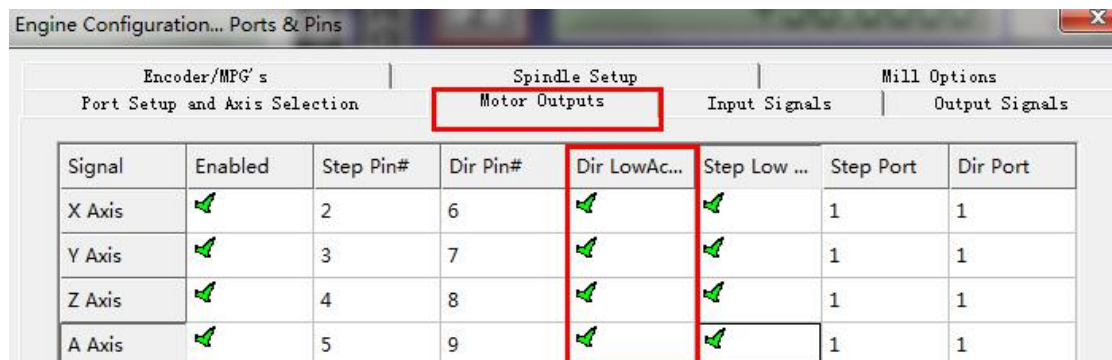 Engine Configuration... Ports & Pins
Encoder/MPG's Spindle Setup Mill Options
Port Setup and Axis Selection Motor Outputs Input Signals Output Signals
Signal Enabled Step Pin# Dir Pin# Dir LowAc... Step Low ... Step Port Dir Port
X Axis 2 6 1 1
Y Axis 3 7 1 1
Z Axis 4 8 1 1
A Axis 5 9 1 1